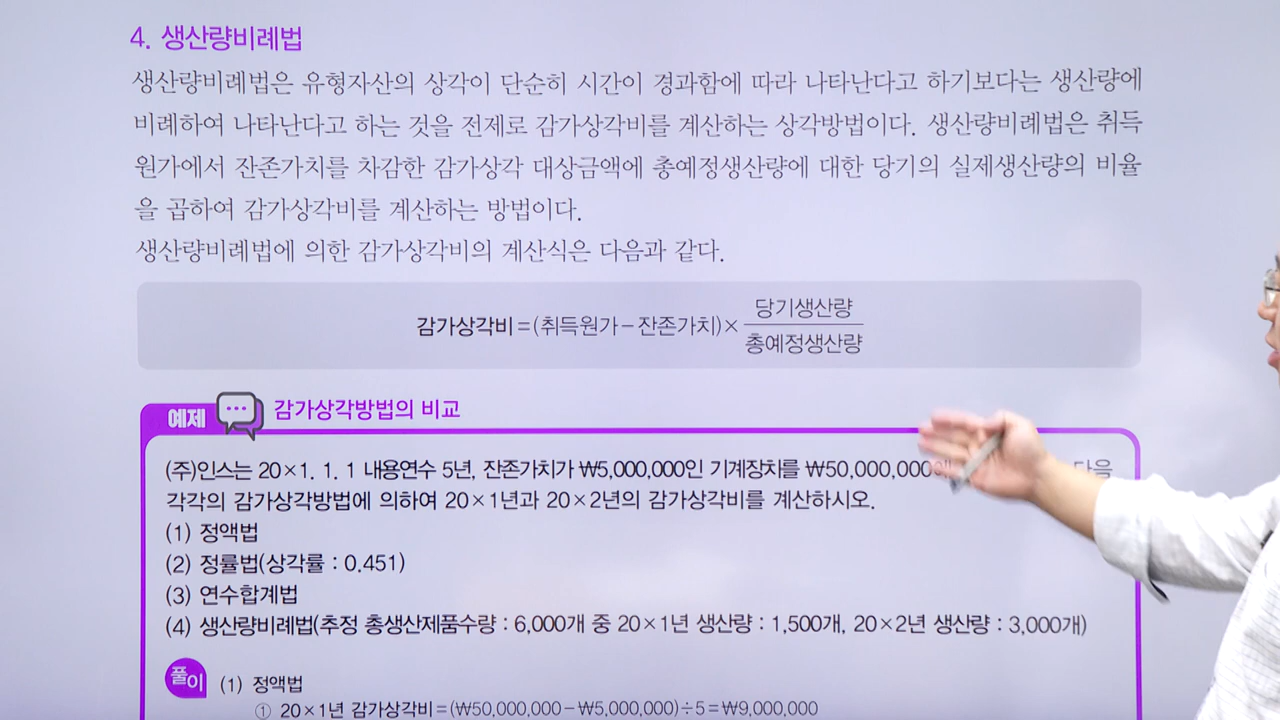 4. 생산량비례법
생산량비례법은 유형자산의 상각이 단순히 시간이 경과함에 따라 나타난다고 하기보다는 생산량에
비례하여 나타난다고 하는 것을 전제로 감가상각비를 계산하는 상각방법이다. 생산량비례법은 취득
원가에서 잔존가치를 차감한 감가상각 대상금액에 총예정생산량에 대한 당기의 실제생산량의 비율
을 곱하여 감가상각비를 계산하는 방법이다.
생산량비례법에 의한 감가상각비의 계산식은 다음과 같다.
감가상각비=(취득원가-잔존가치)× 당기생산량
총예정생산량
예제 감가상각방법의 비교
(주)인스는 20×1. 1. 1 내용연수 5년, 잔존가치가 ₩5,000,000인 기계장치를 ₩50,000,000 다음
각각의 감가상각방법에 의하여 20×1년과 20×2년의 감가상각비를 계산하시오.
(1) 정액법
(2) 정률법(상각률 : 0.451)
(3) 연수합계법
(4) 생산량비례법(추정 총생산제품수량 : 6,000개 중 20×1년 생산량 : 1,500개, 20×2년 생산량 : 3,000개)
풀이 (1) 정액법
① 20×1년 감가상각비=(₩50,000,000-₩5,000,000)÷5=₩9,000,000